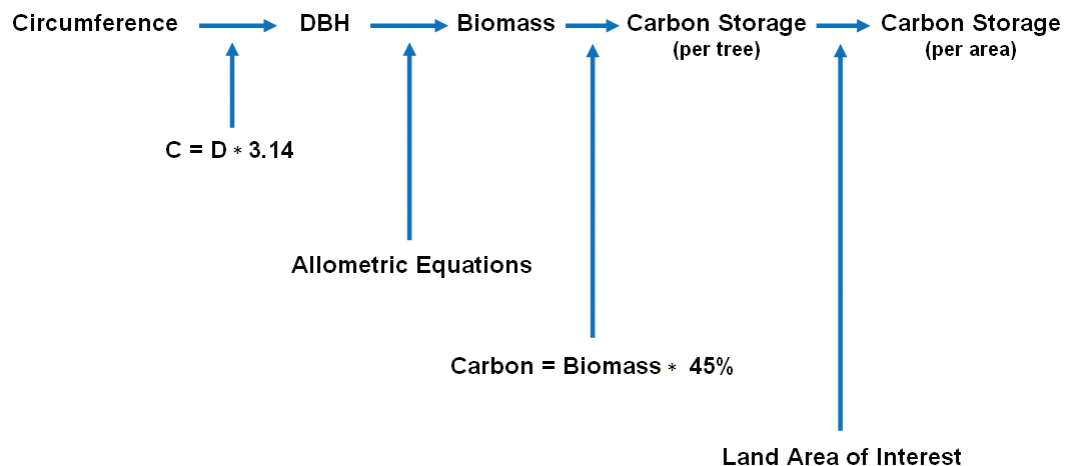 Circumference DBH Biomass Carbon Storage Carbon Storage
(per tree) (per area)
C = D * 3.14
Allometric Equations
Carbon = Biomass * 45%
Land Area of Interest